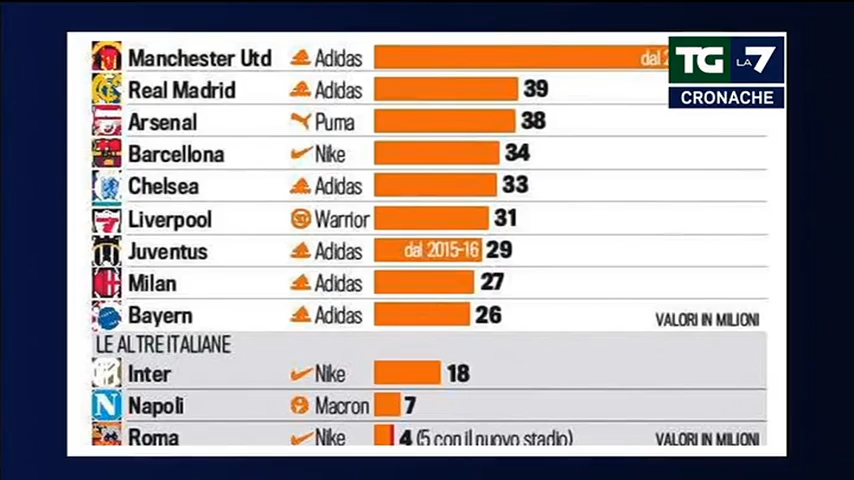 Manchester Utd Adidas dal
TG LA 7
CRONACHE
Real Madrid Adidas 39
Arsenal Puma 38
Barcellona Nike 34
Chelsea Adidas 33
Liverpool Warrior 31
Juventus Adidas dal 2015-16 29
Milan Adidas 27
Bayern Adidas 26
VALORI IN MILIONI
LE ALTRE ITALIANE
Inter Nike 18
Napoli Macron 7
Roma Nike 4 (5 con il nuovo stadio)
VALORI IN MILIONI